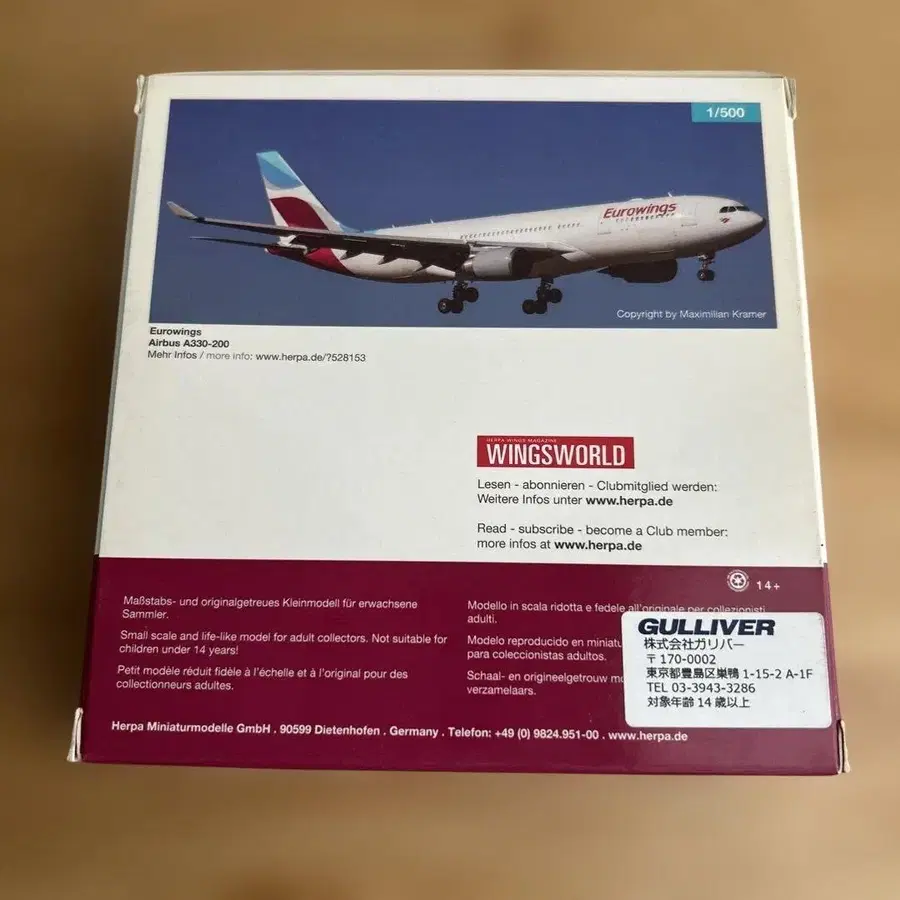 1/500
Eurowings
Copyright by Maximilian Kramer
Eurowings
Airbus A330-200
Mehr Infos / more info: www.herpa.de/?528153
HERPA WINGS MAGAZINE
WINGSWORLD
Lesen - abonnieren - Clubmitglied werden:
Weitere Infos unter www.herpa.de
Read - subscribe - become a Club member:
more infos at www.herpa.de
14+
Maßstabs- und originalgetreues Kleinmodell für erwachsene
Sammler.
Small scale and life-like model for adult collectors. Not suitable for
children under 14 years!
Petit modèle réduit fidèle à l'échelle et à l'original pour des
collectionneurs adultes.
Modello in scala ridotta e fedele all'originale per collezionisti
adulti.
Modelo reproducido en
para coleccionistas adultos.
Schaal- en origineelgetrouw
verzamelaars.
GULLIVER
株式会社ガリバー
〒170-0002
東京都豊島区巣鴨 1-15-2 A-1F
TEL 03-3943-3286
対象年齢 14 歳以上
Herpa Miniaturmodelle GmbH . 90599 Dietenhofen . Germany . Telefon: +49 (0) 9824.951-00 . www.herpa.de